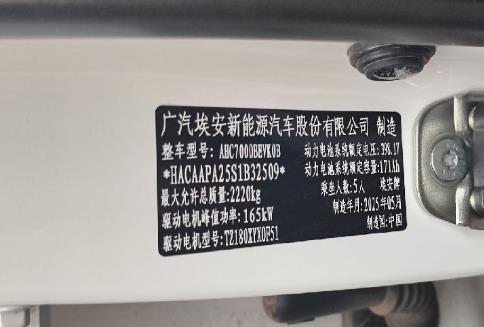 广汽埃安新能源汽车股份有限公司 制造
整车型号: AHC7000BEVK0B 动力电池系统额定电压: 398.1V
*HACAAPA25S1B32509* 动力电池系统额定容量: 171Ah
最大允许总质量: 2220kg 乘坐人数: 5人 埃安牌
驱动电机峰值功率: 165kW 制造年月: 2025年05月
驱动电机型号: TZ180XYX0F51 制造国: 中国